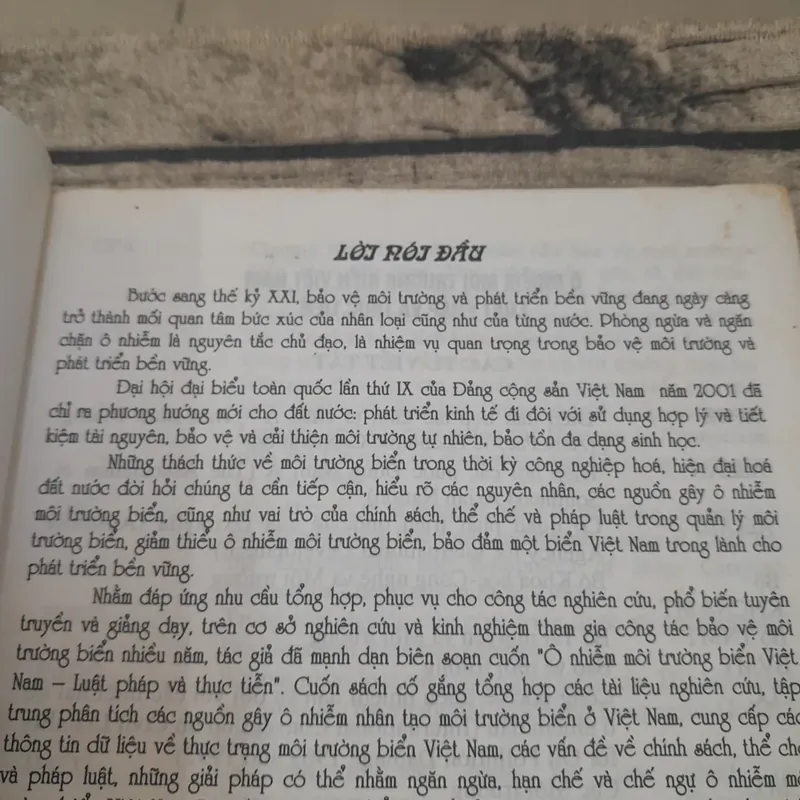 LỜI NÓI ĐẦU
Bước sang thế kỷ XXI, bảo vệ môi trường và phát triển bền vững đang ngày càng
trở thành mối quan tâm bức xúc của nhân loại cũng như của từng nước. Phòng ngừa và ngăn
chặn ô nhiễm là nguyên tắc chủ đạo, là nhiệm vụ quan trọng trong bảo vệ môi trường và
phát triển bền vững.
Đại hội đại biểu toàn quốc lần thứ IX của Đảng cộng sản Việt Nam năm 2001 đã
chỉ ra phương hướng mới cho đất nước: phát triển kinh tế đi đôi với sử dụng hợp lý và tiết
kiệm tài nguyên, bảo vệ và cải thiện môi trường tự nhiên, bảo tồn đa dạng sinh học.
Những thách thức về môi trường biển trong thời kỳ công nghiệp hoá, hiện đại hoá
đất nước đòi hỏi chúng ta cần tiếp cận, hiểu rõ các nguyên nhân, các nguồn gây ô nhiễm
môi trường biển, cũng như vai trò của chính sách, thể chế và pháp luật trong quản lý môi
trường biển, giảm thiểu ô nhiễm môi trường biển, bảo đảm một biển Việt Nam trong lành cho
phát triển bền vững.
Nhằm đáp ứng nhu cầu tổng hợp, phục vụ cho công tác nghiên cứu, phổ biến tuyên
truyền và giảng dạy, trên cơ sở nghiên cứu và kinh nghiệm tham gia công tác bảo vệ môi
trường biển nhiều năm, tác giả đã mạnh dạn biên soạn cuốn "Ô nhiễm môi trường biển Việt
Nam – Luật pháp và thực tiễn". Cuốn sách cố gắng tổng hợp các tài liệu nghiên cứu, tập
trung phân tích các nguồn gây ô nhiễm nhân tạo môi trường biển ở Việt Nam, cung cấp các
thông tin dữ liệu về thực trạng môi trường biển Việt Nam, các vấn đề về chính sách, thể chế
và pháp luật, những giải pháp có thể nhằm ngăn ngừa, hạn chế và chế ngự ô nhiễm